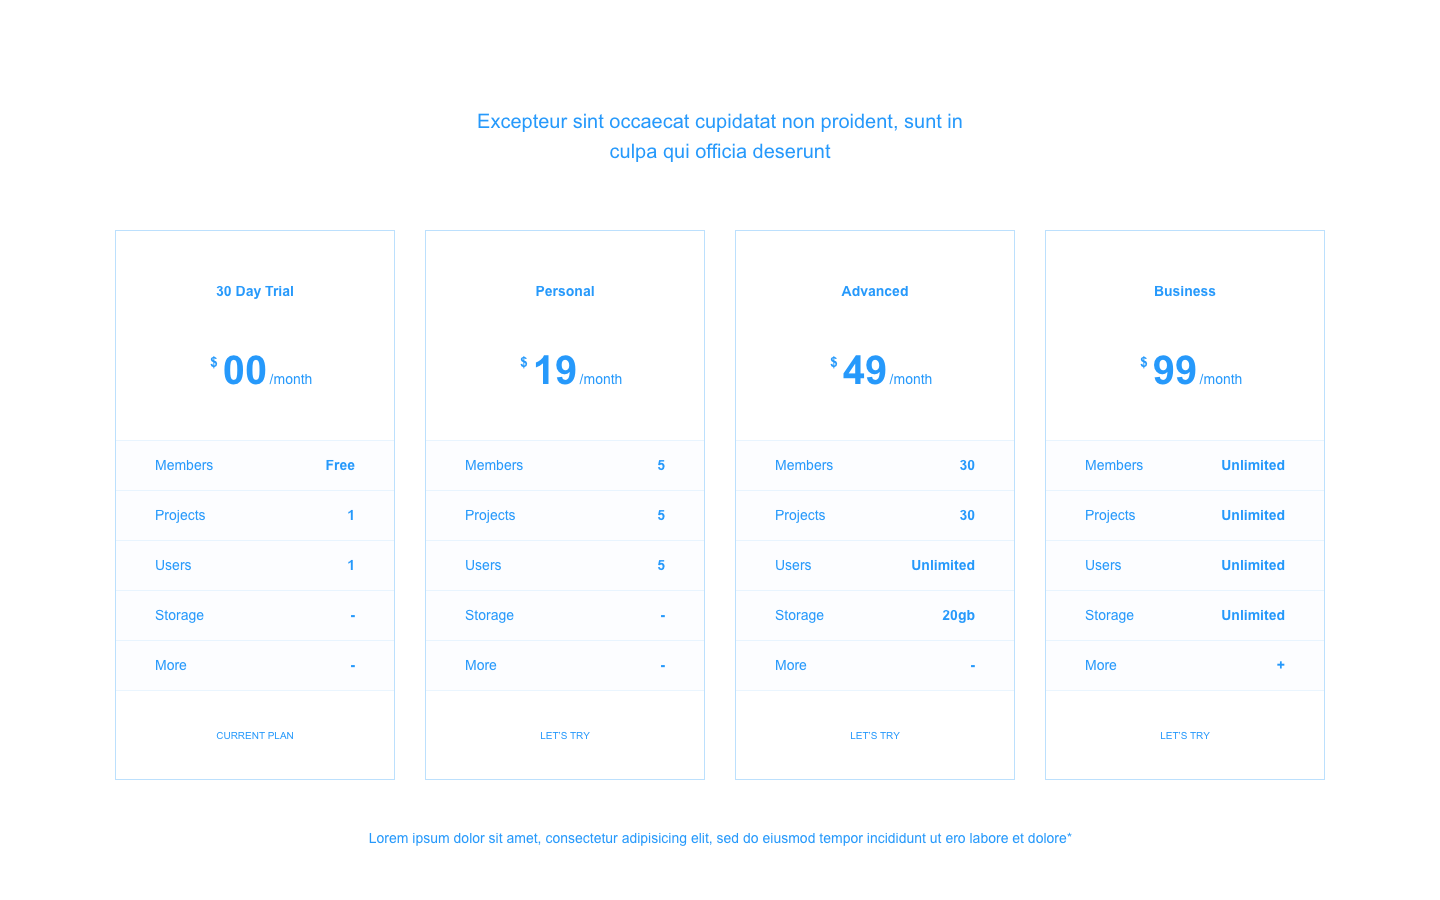 Excepteur sint occaecat cupidatat non proident, sunt in
culpa qui officia deserunt
30 Day Trial
$ 00 /month
Members Free
Projects 1
Users 1
Storage -
More -
CURRENT PLAN
Personal
$ 19 /month
Members 5
Projects 5
Users 5
Storage -
More -
LET'S TRY
Advanced
$ 49 /month
Members 30
Projects 30
Users Unlimited
Storage 20gb
More -
LET'S TRY
Business
$ 99 /month
Members Unlimited
Projects Unlimited
Users Unlimited
Storage Unlimited
More +
LET'S TRY
Lorem ipsum dolor sit amet, consectetur adipisicing elit, sed do eiusmod tempor incididunt ut ero labore et dolore*